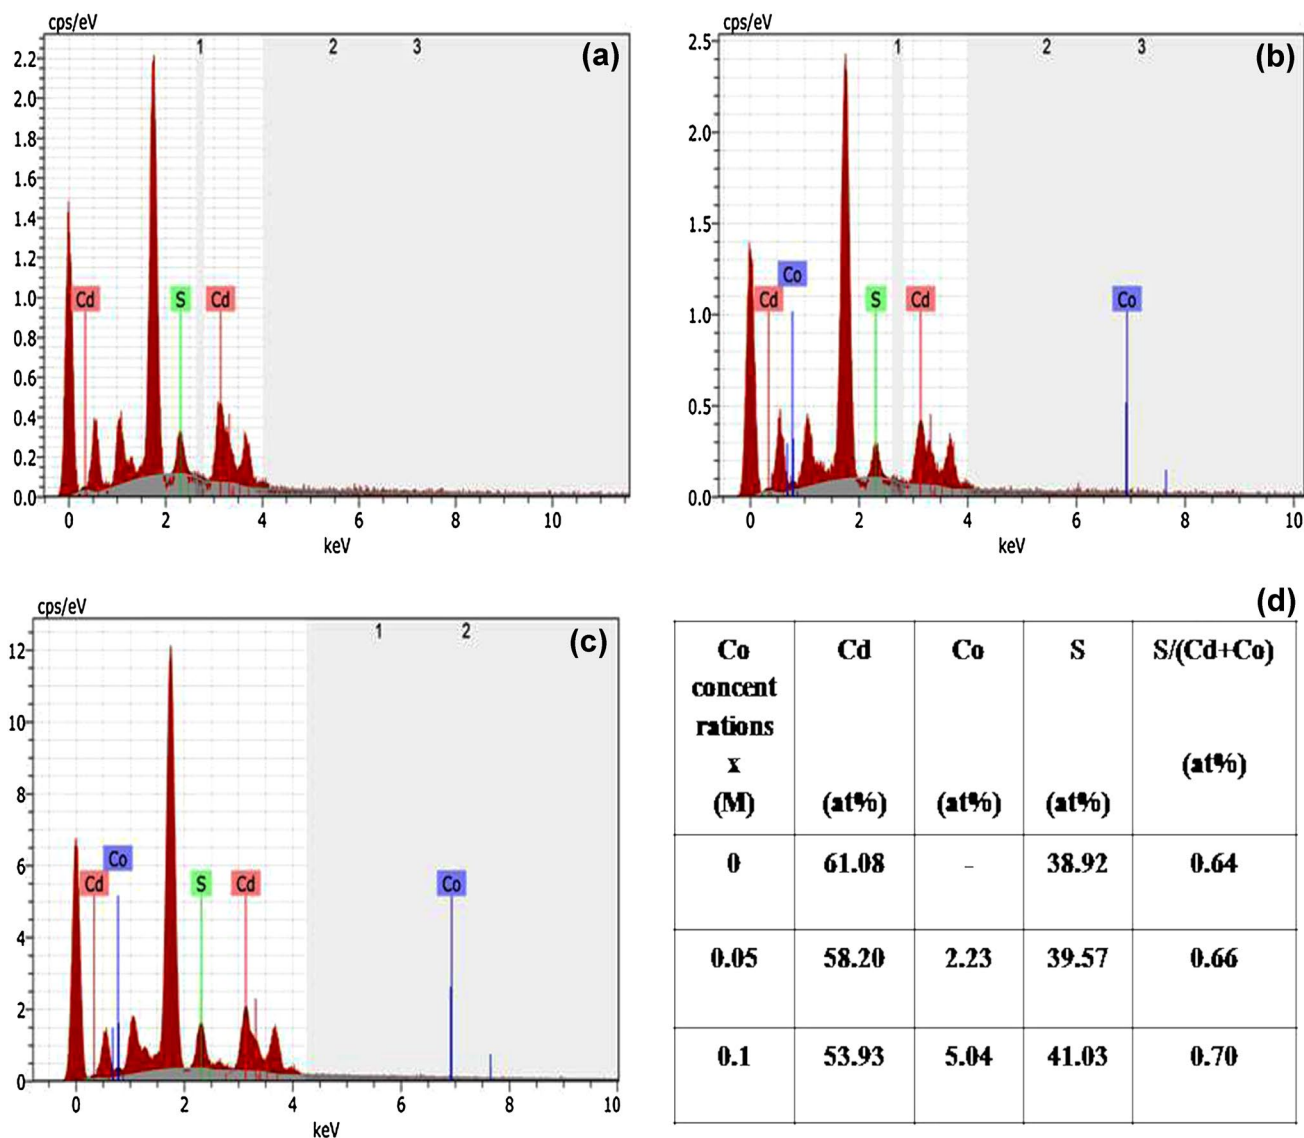 cps/eV
1 2 3 (a)
2.2
2.0
1.8
1.6
1.4
1.2
1.0
0.8
0.6
0.4
0.2
0.0
Cd S Cd
0 2 4 6 8 10
keV
cps/eV
1 2 3 (b)
2.5
2.0
1.5
1.0
0.5
0.0
Co
Cd S Cd Co
0 2 4 6 8 10
keV
cps/eV
1 2 (c)
12
10
8
6
4
2
0
Co
Cd S Cd Co
0 2 4 6 8 10
keV
(d)
Co Cd Co S S/(Cd+Co)
concent
rations
x (at%)
(M) (at%) (at%) (at%)
0 61.08 – 38.92 0.64
0.05 58.20 2.23 39.57 0.66
0.1 53.93 5.04 41.03 0.70